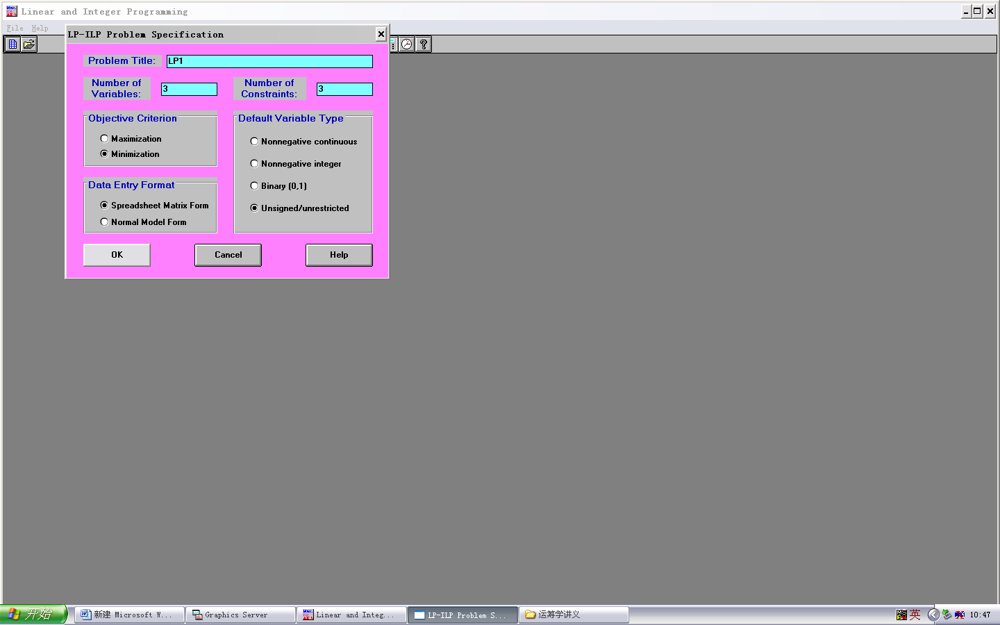 Linear and Integer Programming
File Help
LP-ILP Problem Specification
Problem Title: LP1
Number of Variables: 3
Number of Constraints: 3
Objective Criterion
Maximization
Minimization
Data Entry Format
Spreadsheet Matrix Form
Normal Model Form
Default Variable Type
Nonnegative continuous
Nonnegative integer
Binary (0,1)
Unsigned/unrestricted
OK Cancel Help
开始 新建 Microsoft W... Graphics Server Linear and Integ... LP-ILP Problem S... 运筹学讲义 英 10:47